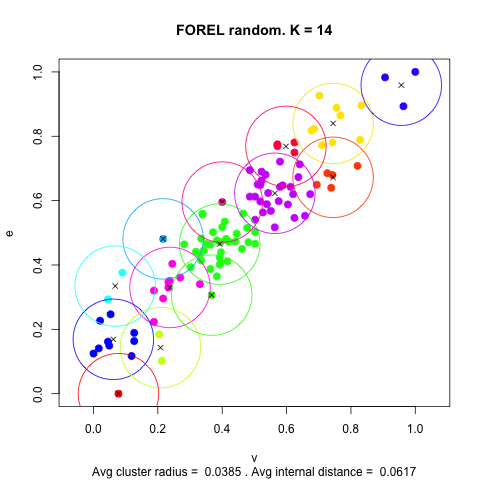 FOREL random. K = 14
e
1.0
0.8
0.6
0.4
0.2
0.0
0.0 0.2 0.4 0.6 0.8 1.0
v
Avg cluster radius = 0.0385 . Avg internal distance = 0.0617